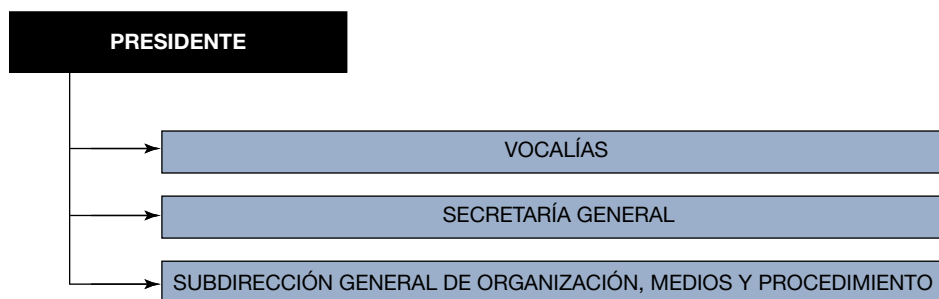 PRESIDENTE
VOCALÍAS
SECRETARÍA GENERAL
SUBDIRECCIÓN GENERAL DE ORGANIZACIÓN, MEDIOS Y PROCEDIMIENTO